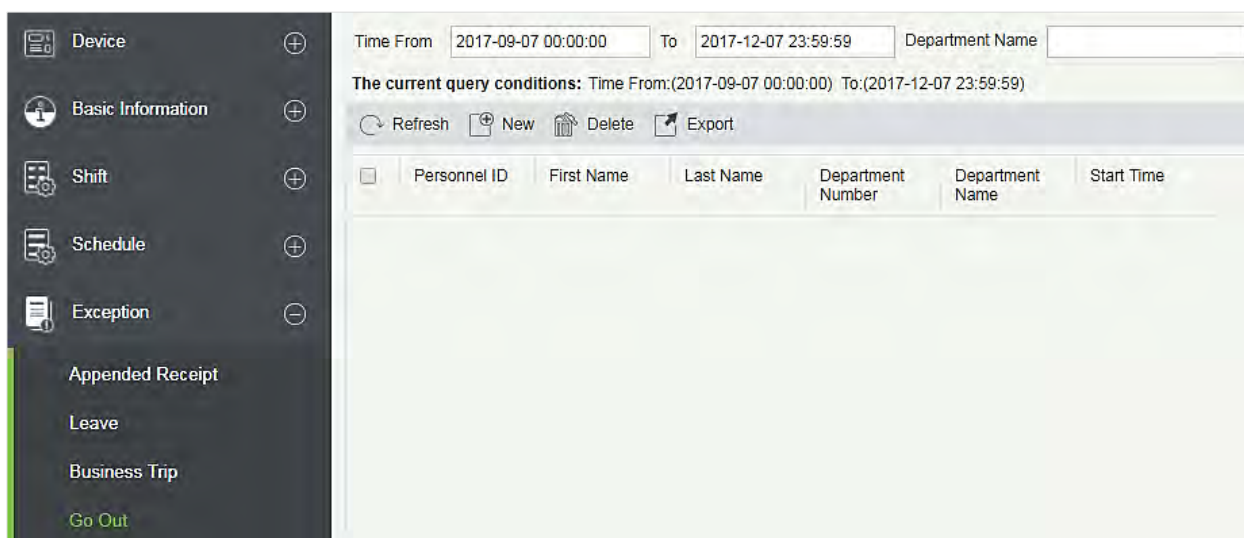 Device
Basic Information
Shift
Schedule
Exception
Appended Receipt
Leave
Business Trip
Go Out
Time From 2017-09-07 00:00:00 To 2017-12-07 23:59:59 Department Name
The current query conditions: Time From:(2017-09-07 00:00:00) To:(2017-12-07 23:59:59)
Refresh New Delete Export
Personnel ID First Name Last Name Department Number Department Name Start Time